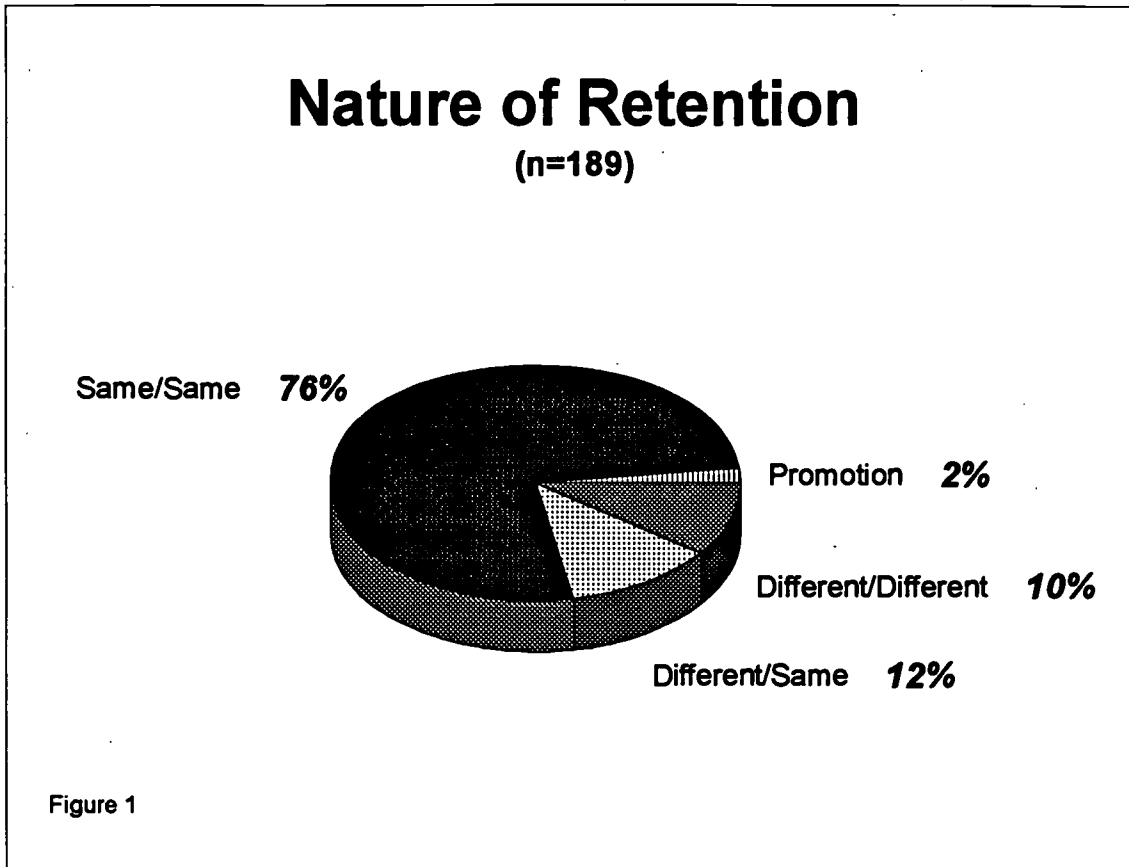 Nature of Retention
(n=189)
Same/Same 76%
Promotion 2%
Different/Different 10%
Different/Same 12%
Figure 1